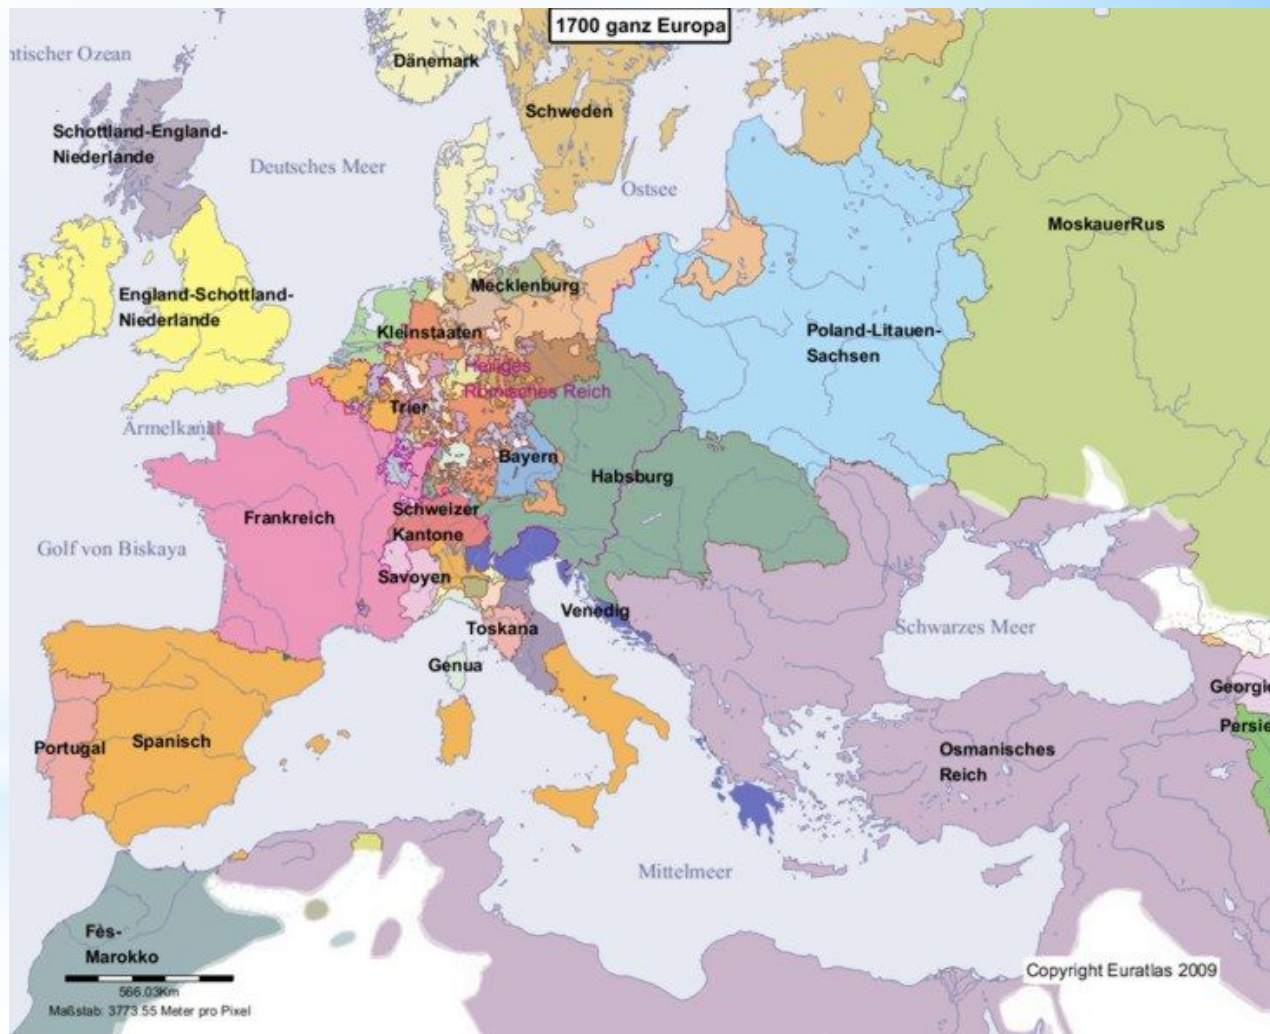 1700 ganz Europa
ntischer Ozean
Dänemark
Schweden
Schottland-England-
Niederlande
Deutsches Meer
Ostsee
MoskauerRus
England-Schottland-
Niederlande
Mecklenburg
Kleinstaaten
Poland-Litauen-
Sachsen
Heiliges
Römisches Reich
Trier
Ärmelkanal
Bayern
Habsburg
Frankreich
Schweizer
Kantone
Golf von Biskaya
Savoyen
Venedig
Toskana
Schwarzes Meer
Genua
Georgie
Persie
Portugal
Spanisch
Osmanisches
Reich
Mittelmeer
Fès-
Marokko
Copyright Euratlas 2009
566.03Km
Maßstab: 3773.55 Meter pro Pixel